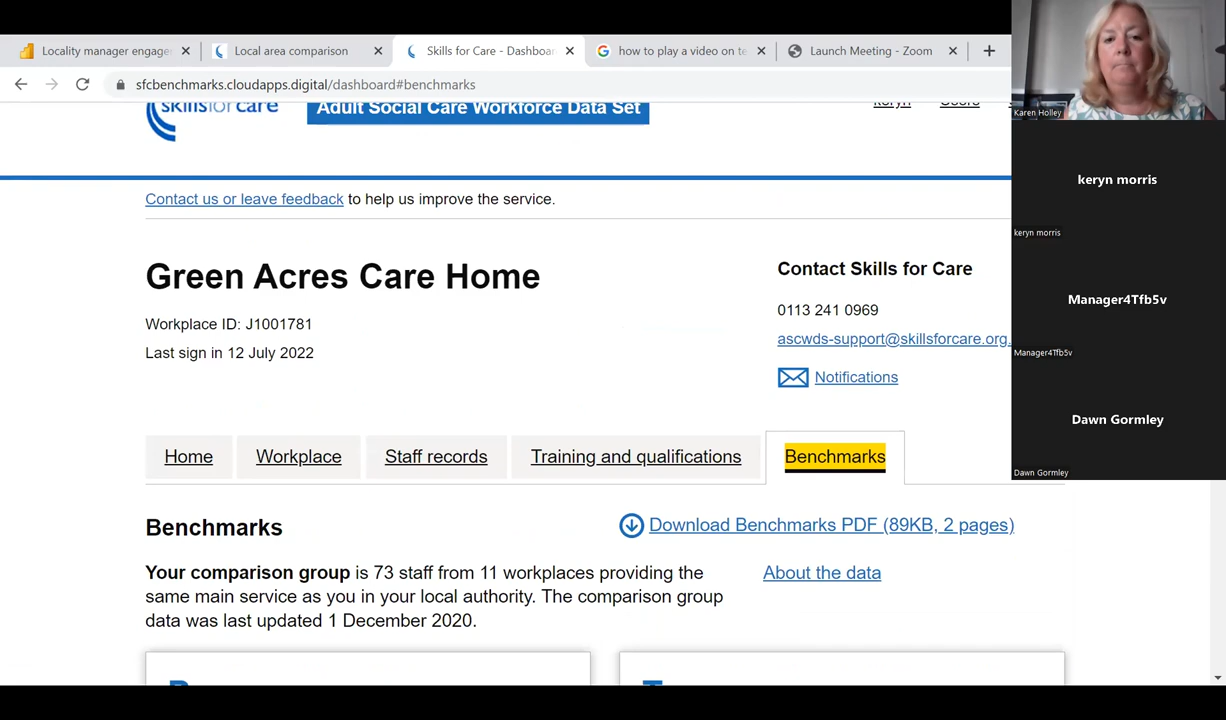 Locality manager engage
Local area comparison
Skills for Care - Dashboar
how to play a video on te
Launch Meeting - Zoom
sfcbenchmarks.cloudapps.digital/dashboard#benchmarks
skillsforcare
Adult Social Care Workforce Data Set
keryn
Users
Contact us or leave feedback to help us improve the service.
Green Acres Care Home
Workplace ID: J1001781
Last sign in 12 July 2022
Contact Skills for Care
0113 241 0969
ascwds-support@skillsforcare.org.
Notifications
Home
Workplace
Staff records
Training and qualifications
Benchmarks
Benchmarks
Download Benchmarks PDF (89KB, 2 pages)
Your comparison group is 73 staff from 11 workplaces providing the
same main service as you in your local authority. The comparison group
data was last updated 1 December 2020.
About the data
Karen Holley
keryn morris
keryn morris
Manager4Tfb5v
Manager4Tfb5v
Dawn Gormley
Dawn Gormley